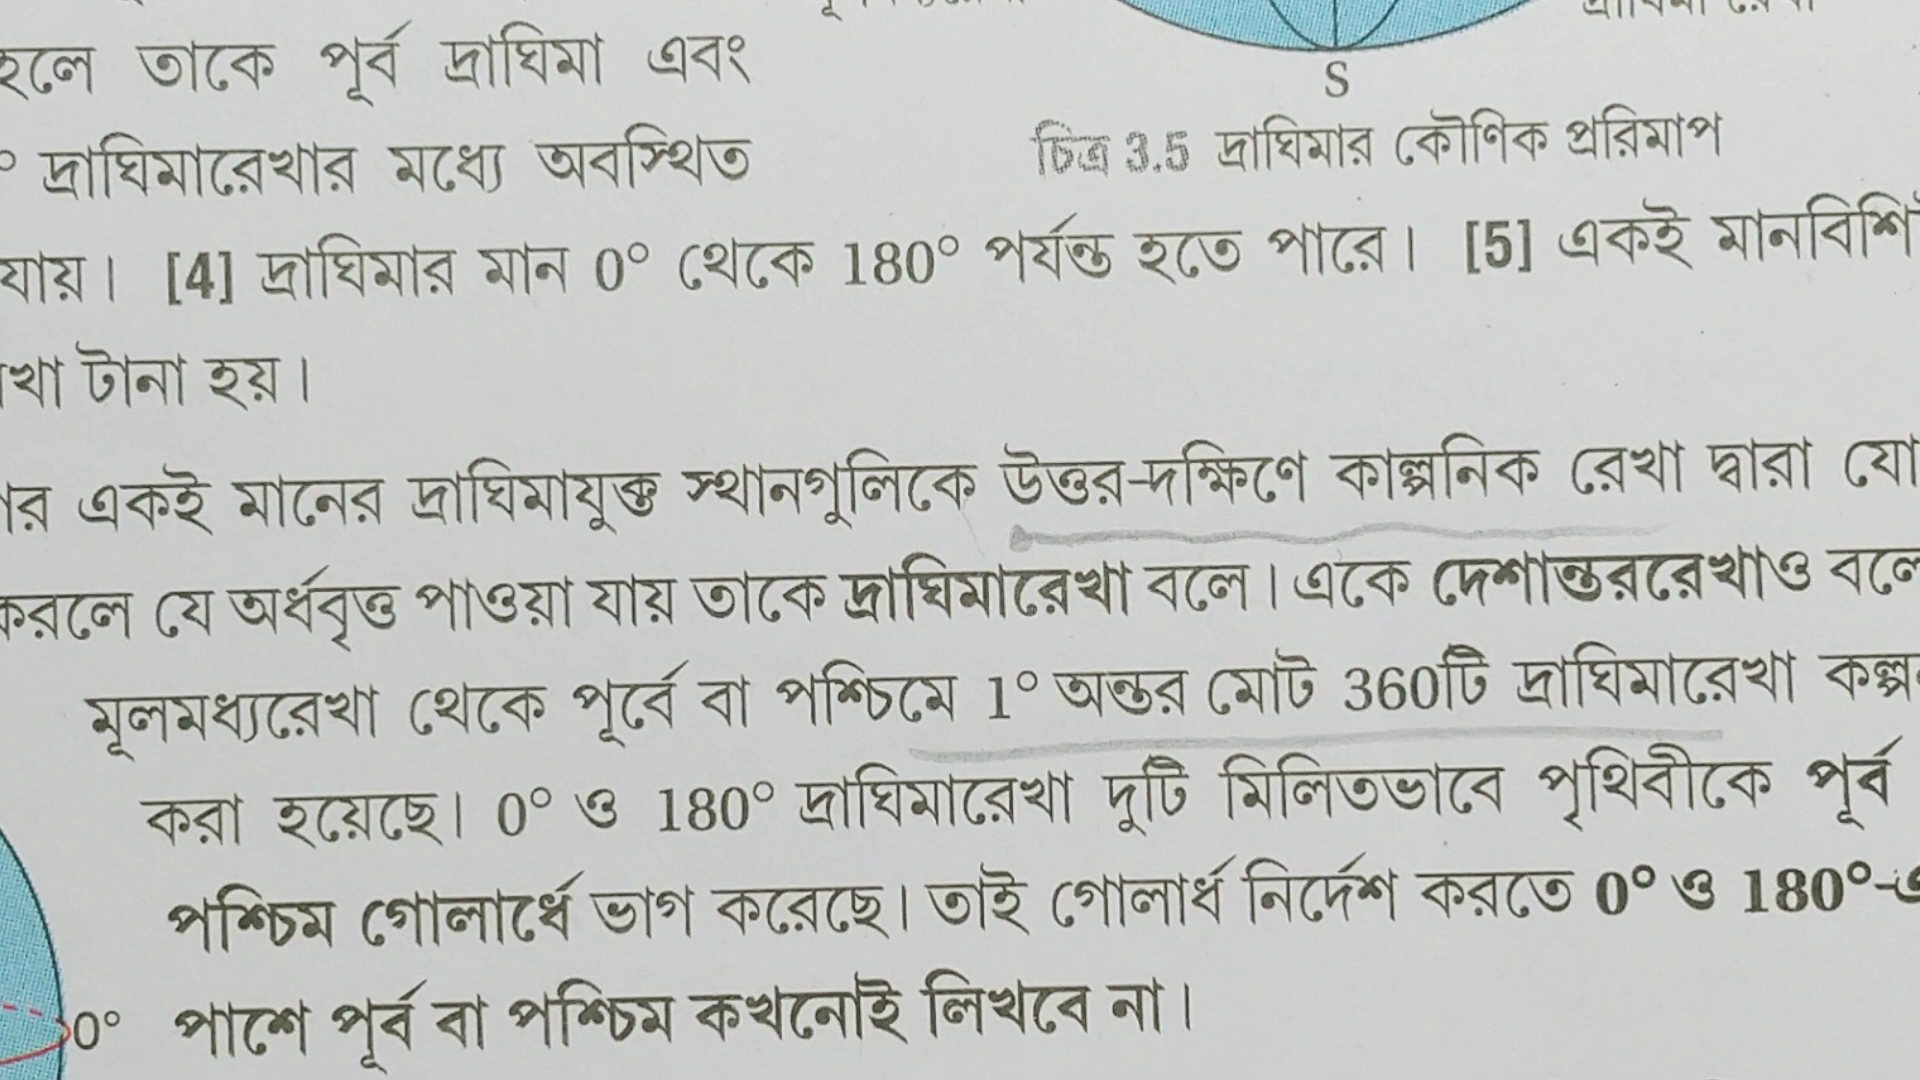 হলে তাকে পূর্ব দ্রাঘিমা এবং
S
° দ্রাঘিমারেখার মধ্যে অবস্থিত
চিত্র 3.5 দ্রাঘিমার কৌণিক পরিমাপ
যায়। [4] দ্রাঘিমার মান 0° থেকে 180° পর্যন্ত হতে পারে। [5] একই মানবিশি
খা টানা হয়।
ার একই মানের দ্রাঘিমাযুক্ত স্থানগুলিকে উত্তর-দক্ষিণে কাল্পনিক রেখা দ্বারা যো
করলে যে অর্ধবৃত্ত পাওয়া যায় তাকে দ্রাঘিমারেখা বলে। একে দেশান্তররেখাও বলে
মূলমধ্যরেখা থেকে পূর্বে বা পশ্চিমে 1° অন্তর মোট 360টি দ্রাঘিমারেখা কল্প
করা হয়েছে। 0° ও 180° দ্রাঘিমারেখা দুটি মিলিতভাবে পৃথিবীকে পূর্ব
পশ্চিম গোলার্ধে ভাগ করেছে। তাই গোলার্ধ নির্দেশ করতে 0° ও 180°-এ
0° পাশে পূর্ব বা পশ্চিম কখনোই লিখবে না।